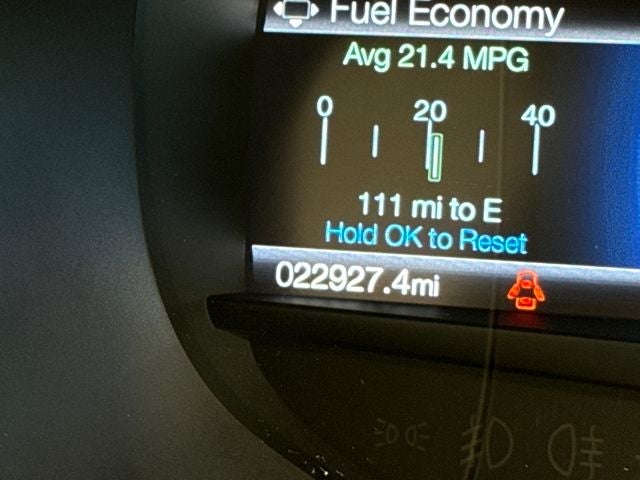 Fuel Economy
Avg 21.4 MPG
0 20 40
111 mi to E
Hold OK to Reset
022927.4mi